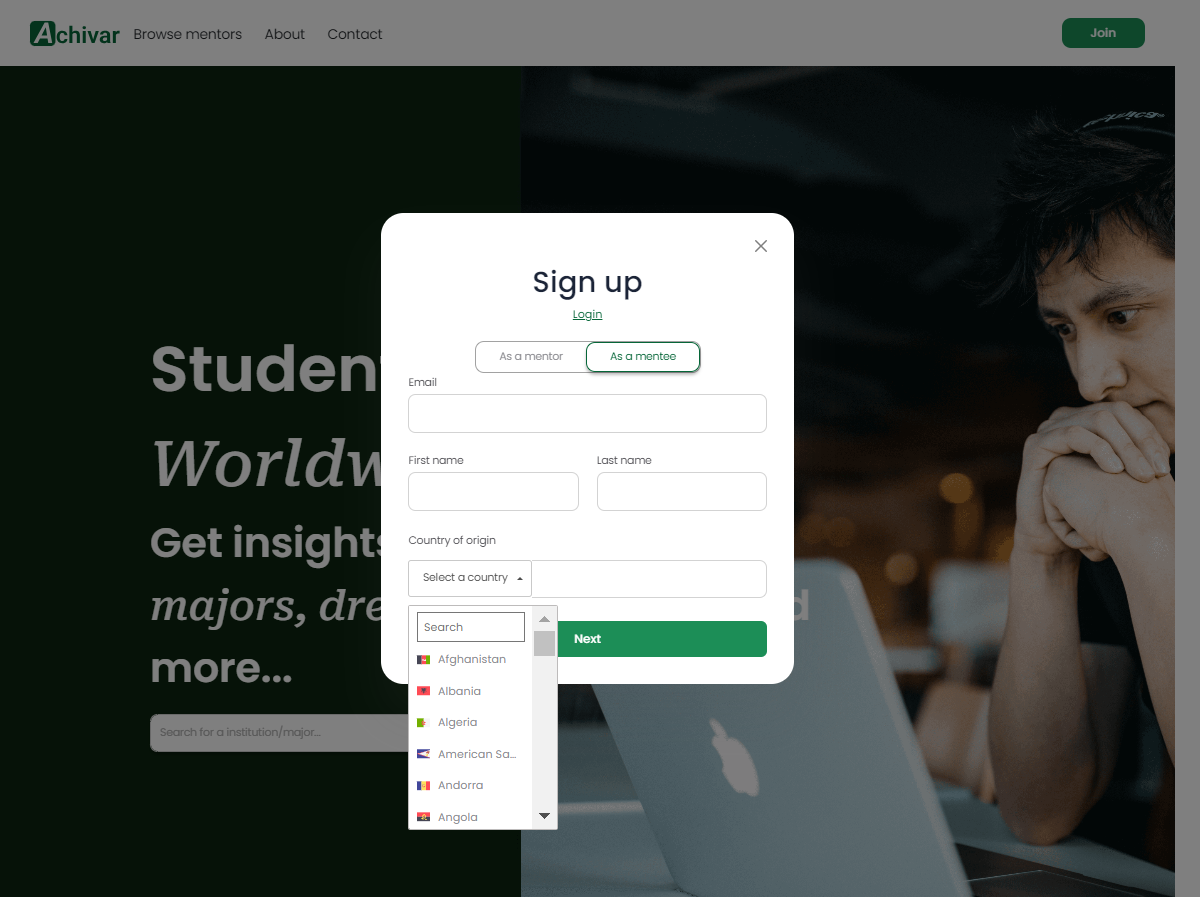 Achivar Browse mentors About Contact Join
Sign up
Login
As a mentor As a mentee
Email
First name Last name
Country of origin
Select a country
Search
Afghanistan
Albania
Algeria
American Sa...
Andorra
Angola
Next
Student
Worldw
Get insights
majors, dre d
more...
Search for a institution/major...